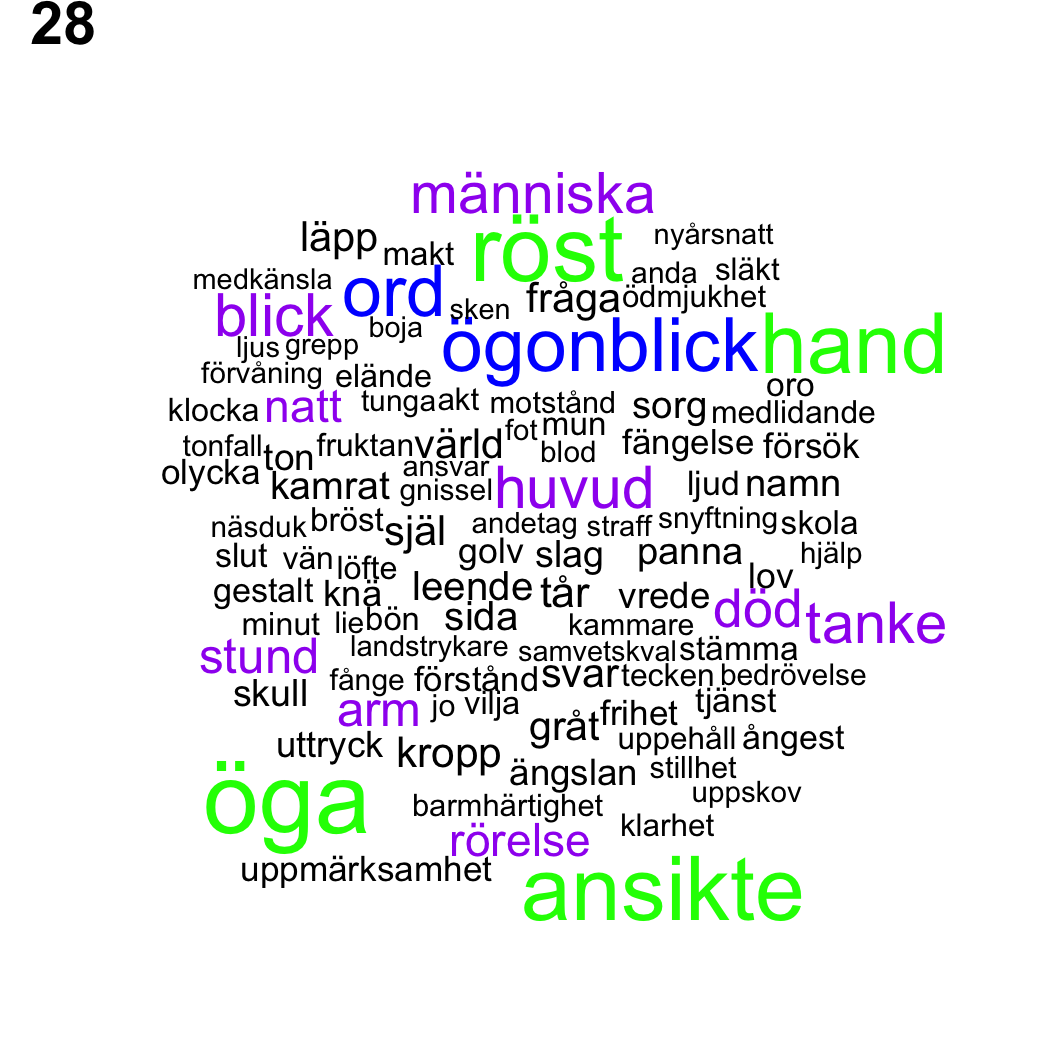 28
människa
läpp makt röst nyårsnatt
medkänsla ord anda släkt
blick sken fråga ödmjukhet
boja ögonblick hand
ljus grepp
förvåning elände oro
klocka natt tunga akt motstånd sorg medlidande
tonfall ton fruktan värld fot mun fängelse försök
olycka ansvar blod
kamrat gnissel huvud ljud namn
näsduk bröst själ andetag straff snyftning skola
slut vän löfte golv slag panna hjälp
gestalt knä leende tår vrede lov
minut lie bön sida kammare död tanke
stund landstrykare samvetskval stämma
skull fånge förstånd svar tecken bedrövelse
arm jo vilja gråt frihet tjänst
uttryck kropp uppehåll ångest
öga ängslan stillhet
barmhärtighet uppskov
rörelse klarhet
uppmärksamhet ansikte